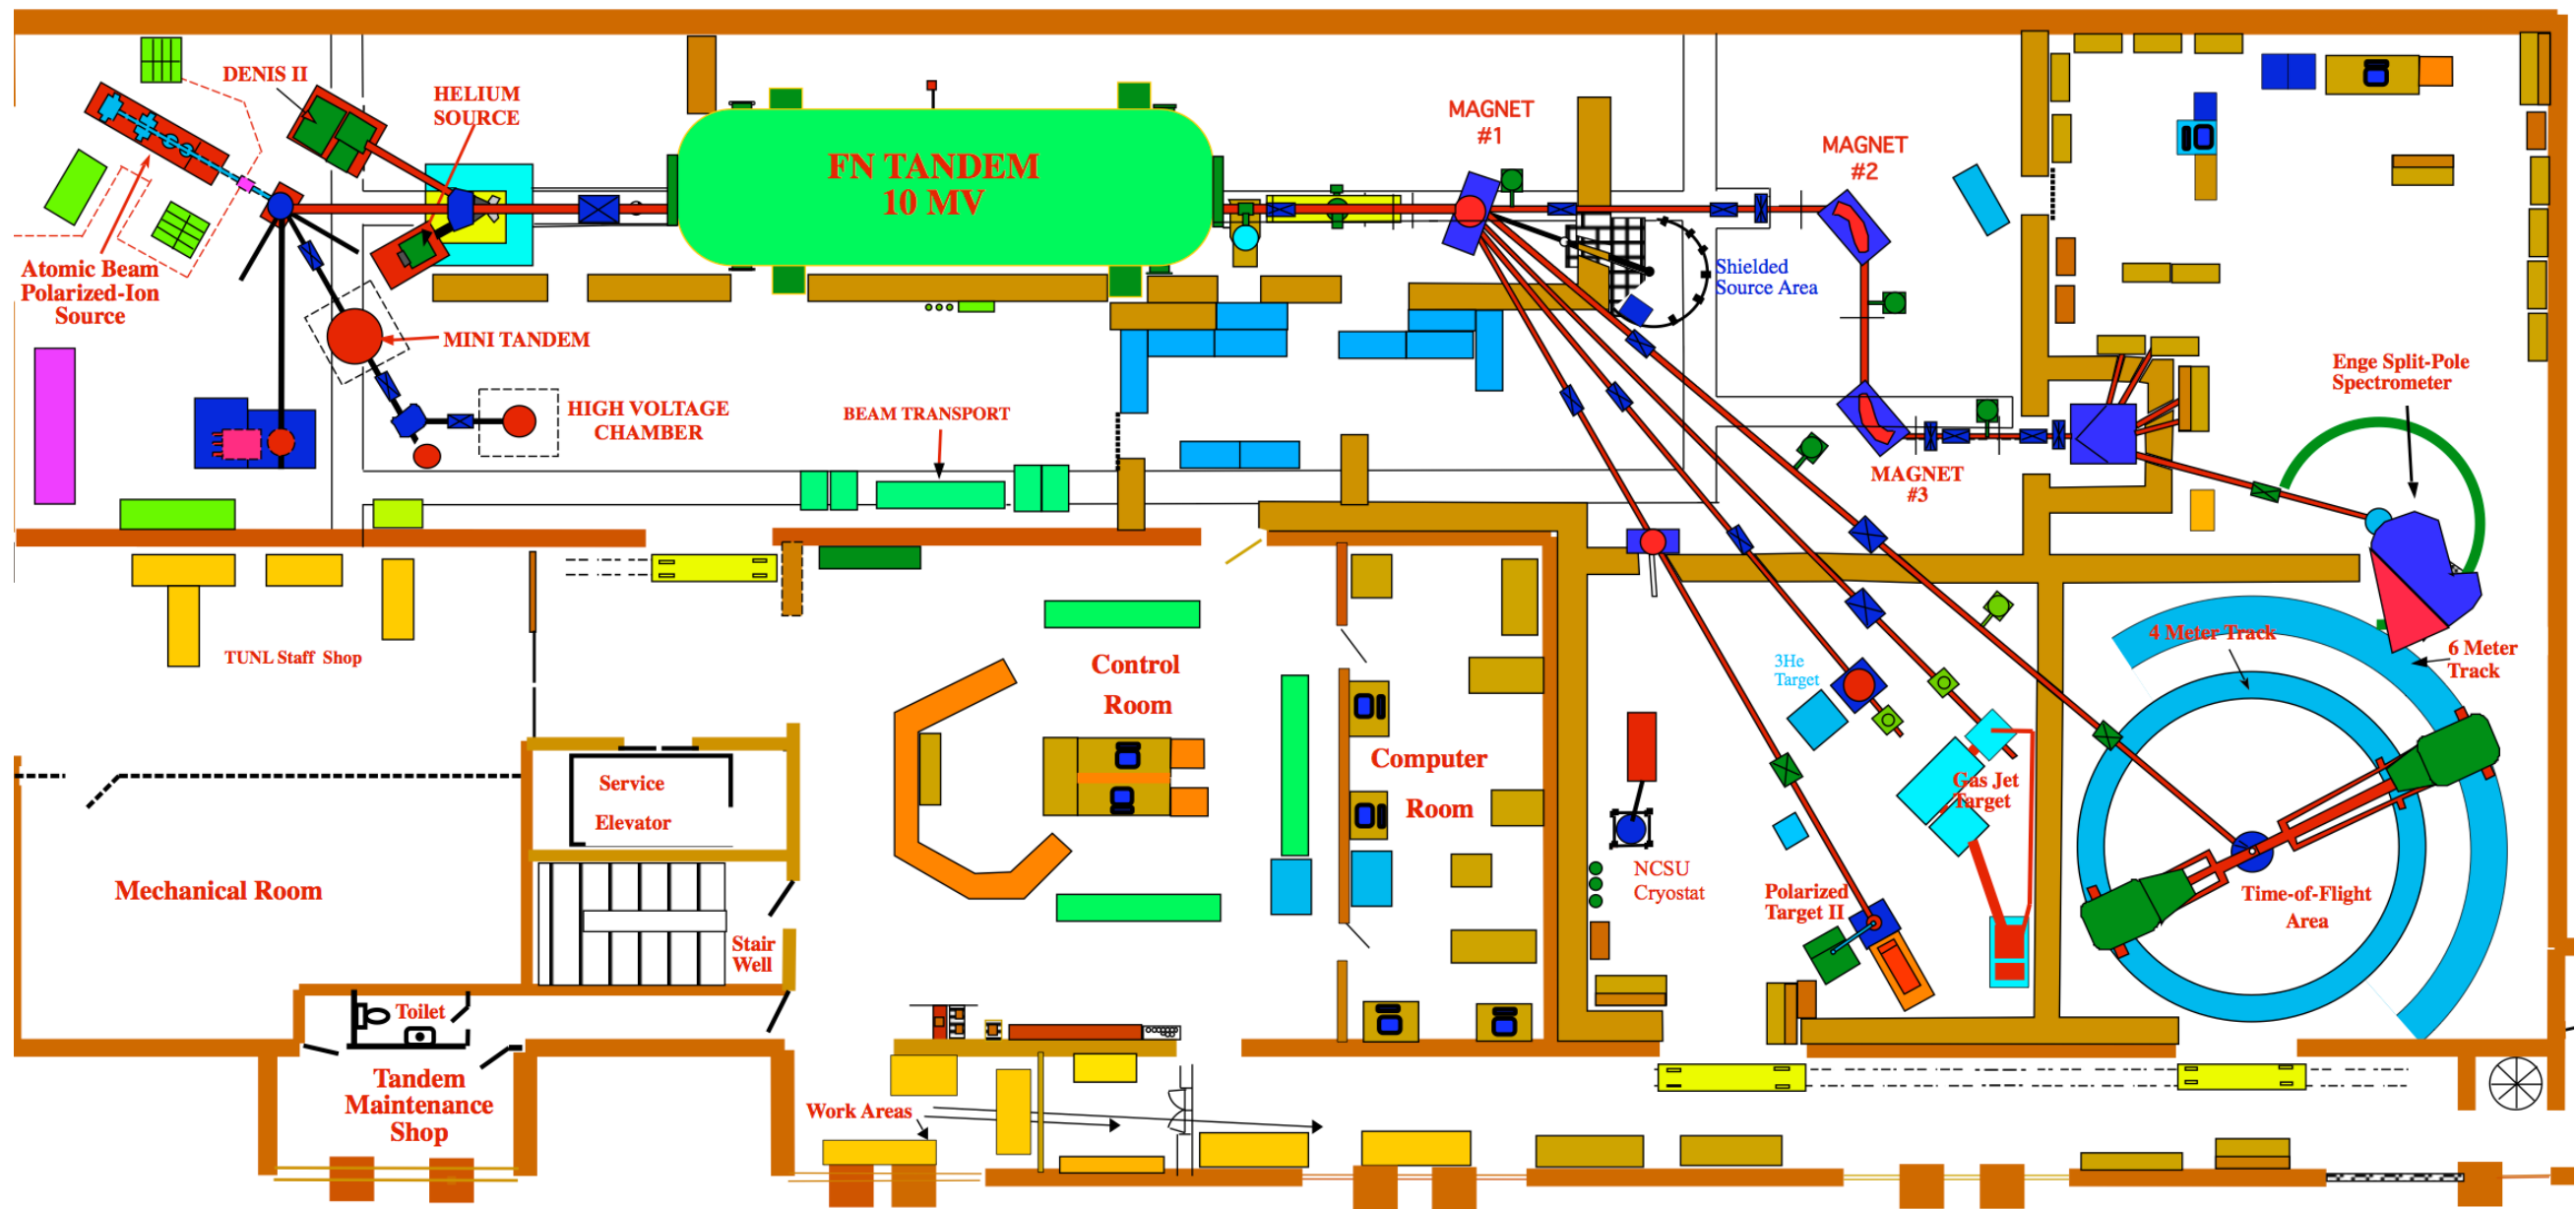 DENIS II
HELIUM
SOURCE
FN TANDEM
10 MV
MAGNET
#1
MAGNET
#2
Atomic Beam
Polarized-Ion
Source
Shielded
Source Area
MINI TANDEM
HIGH VOLTAGE
CHAMBER
BEAM TRANSPORT
MAGNET
#3
Enge Split-Pole
Spectrometer
TUNL Staff Shop
Control
Room
3He
Target
4 Meter Track
6 Meter
Track
Service
Elevator
Computer
Room
Gas Jet
Target
Mechanical Room
NCSU
Cryostat
Polarized
Target II
Time-of-Flight
Area
Stair
Well
Toilet
Tandem
Maintenance
Shop
Work Areas